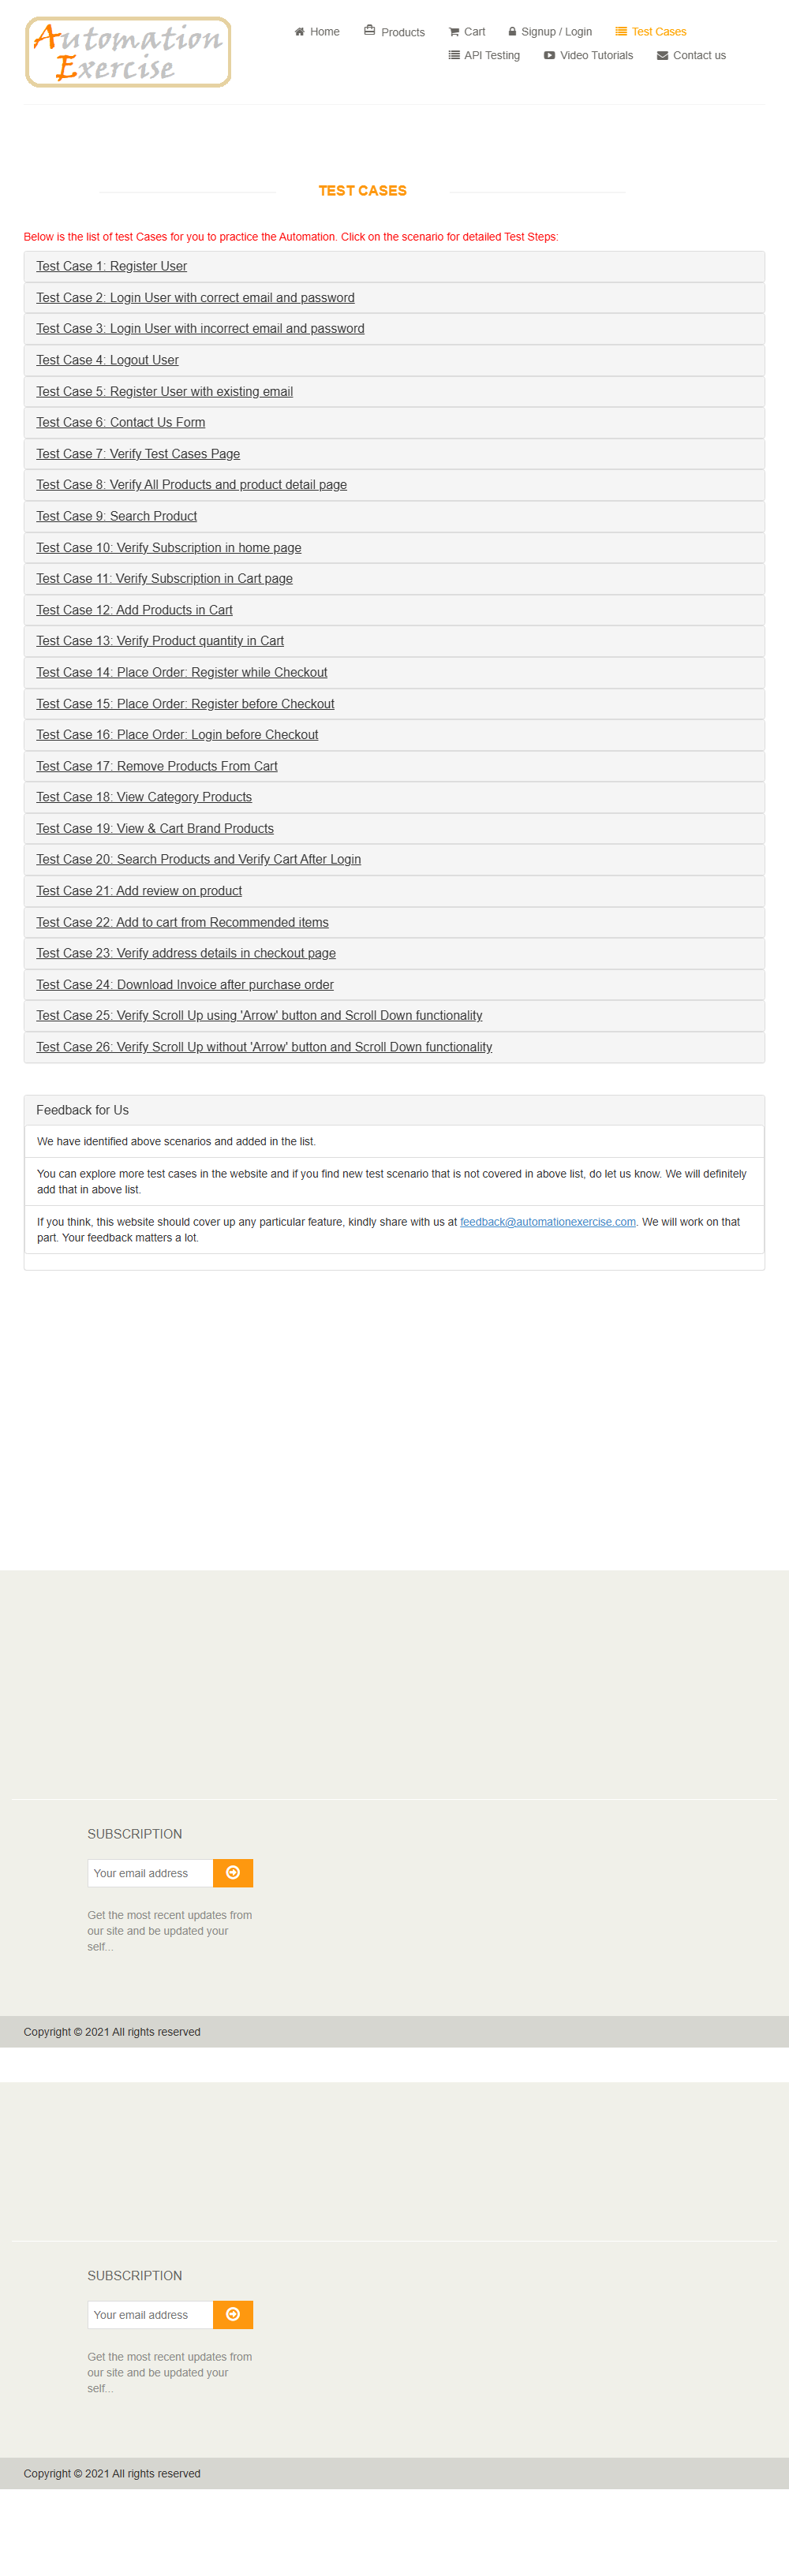 Automation
Exercise
Home Products Cart Signup / Login Test Cases
API Testing Video Tutorials Contact us
TEST CASES
Below is the list of test Cases for you to practice the Automation. Click on the scenario for detailed Test Steps:
Test Case 1: Register User
Test Case 2: Login User with correct email and password
Test Case 3: Login User with incorrect email and password
Test Case 4: Logout User
Test Case 5: Register User with existing email
Test Case 6: Contact Us Form
Test Case 7: Verify Test Cases Page
Test Case 8: Verify All Products and product detail page
Test Case 9: Search Product
Test Case 10: Verify Subscription in home page
Test Case 11: Verify Subscription in Cart page
Test Case 12: Add Products in Cart
Test Case 13: Verify Product quantity in Cart
Test Case 14: Place Order: Register while Checkout
Test Case 15: Place Order: Register before Checkout
Test Case 16: Place Order: Login before Checkout
Test Case 17: Remove Products From Cart
Test Case 18: View Category Products
Test Case 19: View & Cart Brand Products
Test Case 20: Search Products and Verify Cart After Login
Test Case 21: Add review on product
Test Case 22: Add to cart from Recommended items
Test Case 23: Verify address details in checkout page
Test Case 24: Download Invoice after purchase order
Test Case 25: Verify Scroll Up using 'Arrow' button and Scroll Down functionality
Test Case 26: Verify Scroll Up without 'Arrow' button and Scroll Down functionality
Feedback for Us
We have identified above scenarios and added in the list.
You can explore more test cases in the website and if you find new test scenario that is not covered in above list, do let us know. We will definitely
add that in above list.
If you think, this website should cover up any particular feature, kindly share with us at feedback@automationexercise.com. We will work on that
part. Your feedback matters a lot.
SUBSCRIPTION
Your email address
Get the most recent updates from
our site and be updated your
self...
Copyright © 2021 All rights reserved
SUBSCRIPTION
Your email address
Get the most recent updates from
our site and be updated your
self...
Copyright © 2021 All rights reserved